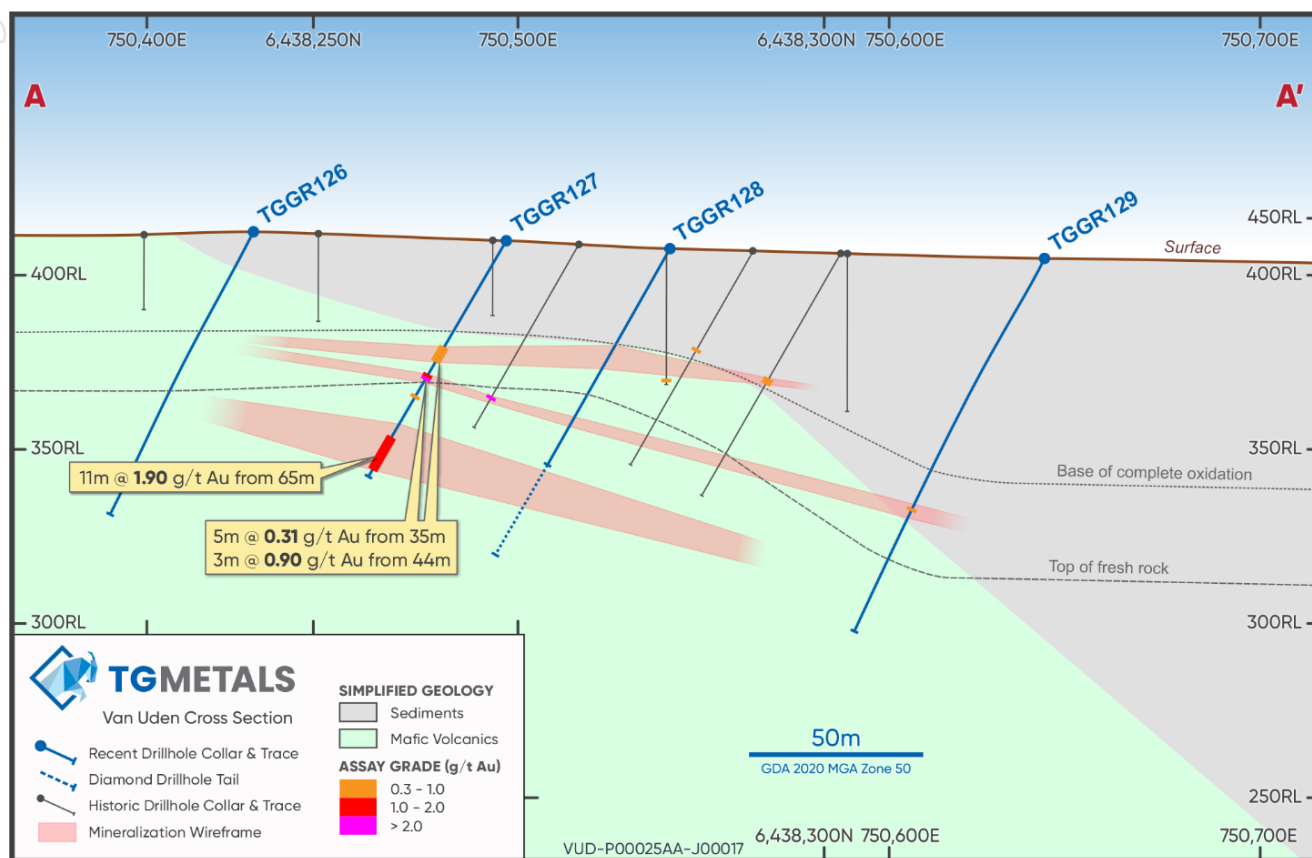 750,400E
6,438,250N
750,500E
6,438,300N
750,600E
750,700E
A
A'
TGGR126
TGGR127
TGGR128
TGGR129
450RL
Surface
400RL
400RL
350RL
350RL
Base of complete oxidation
11m @ 1.90 g/t Au from 65m
5m @ 0.31 g/t Au from 35m
3m @ 0.90 g/t Au from 44m
Top of fresh rock
300RL
300RL
TGMETALS
Van Uden Cross Section
Recent Drillhole Collar & Trace
Diamond Drillhole Tail
Historic Drillhole Collar & Trace
Mineralization Wireframe
SIMPLIFIED GEOLOGY
Sediments
Mafic Volcanics
ASSAY GRADE (g/t Au)
0.3 - 1.0
1.0 - 2.0
> 2.0
50m
GDA 2020 MGA Zone 50
250RL
6,438,300N
750,600E
750,700E
VUD-P00025AA-J00017